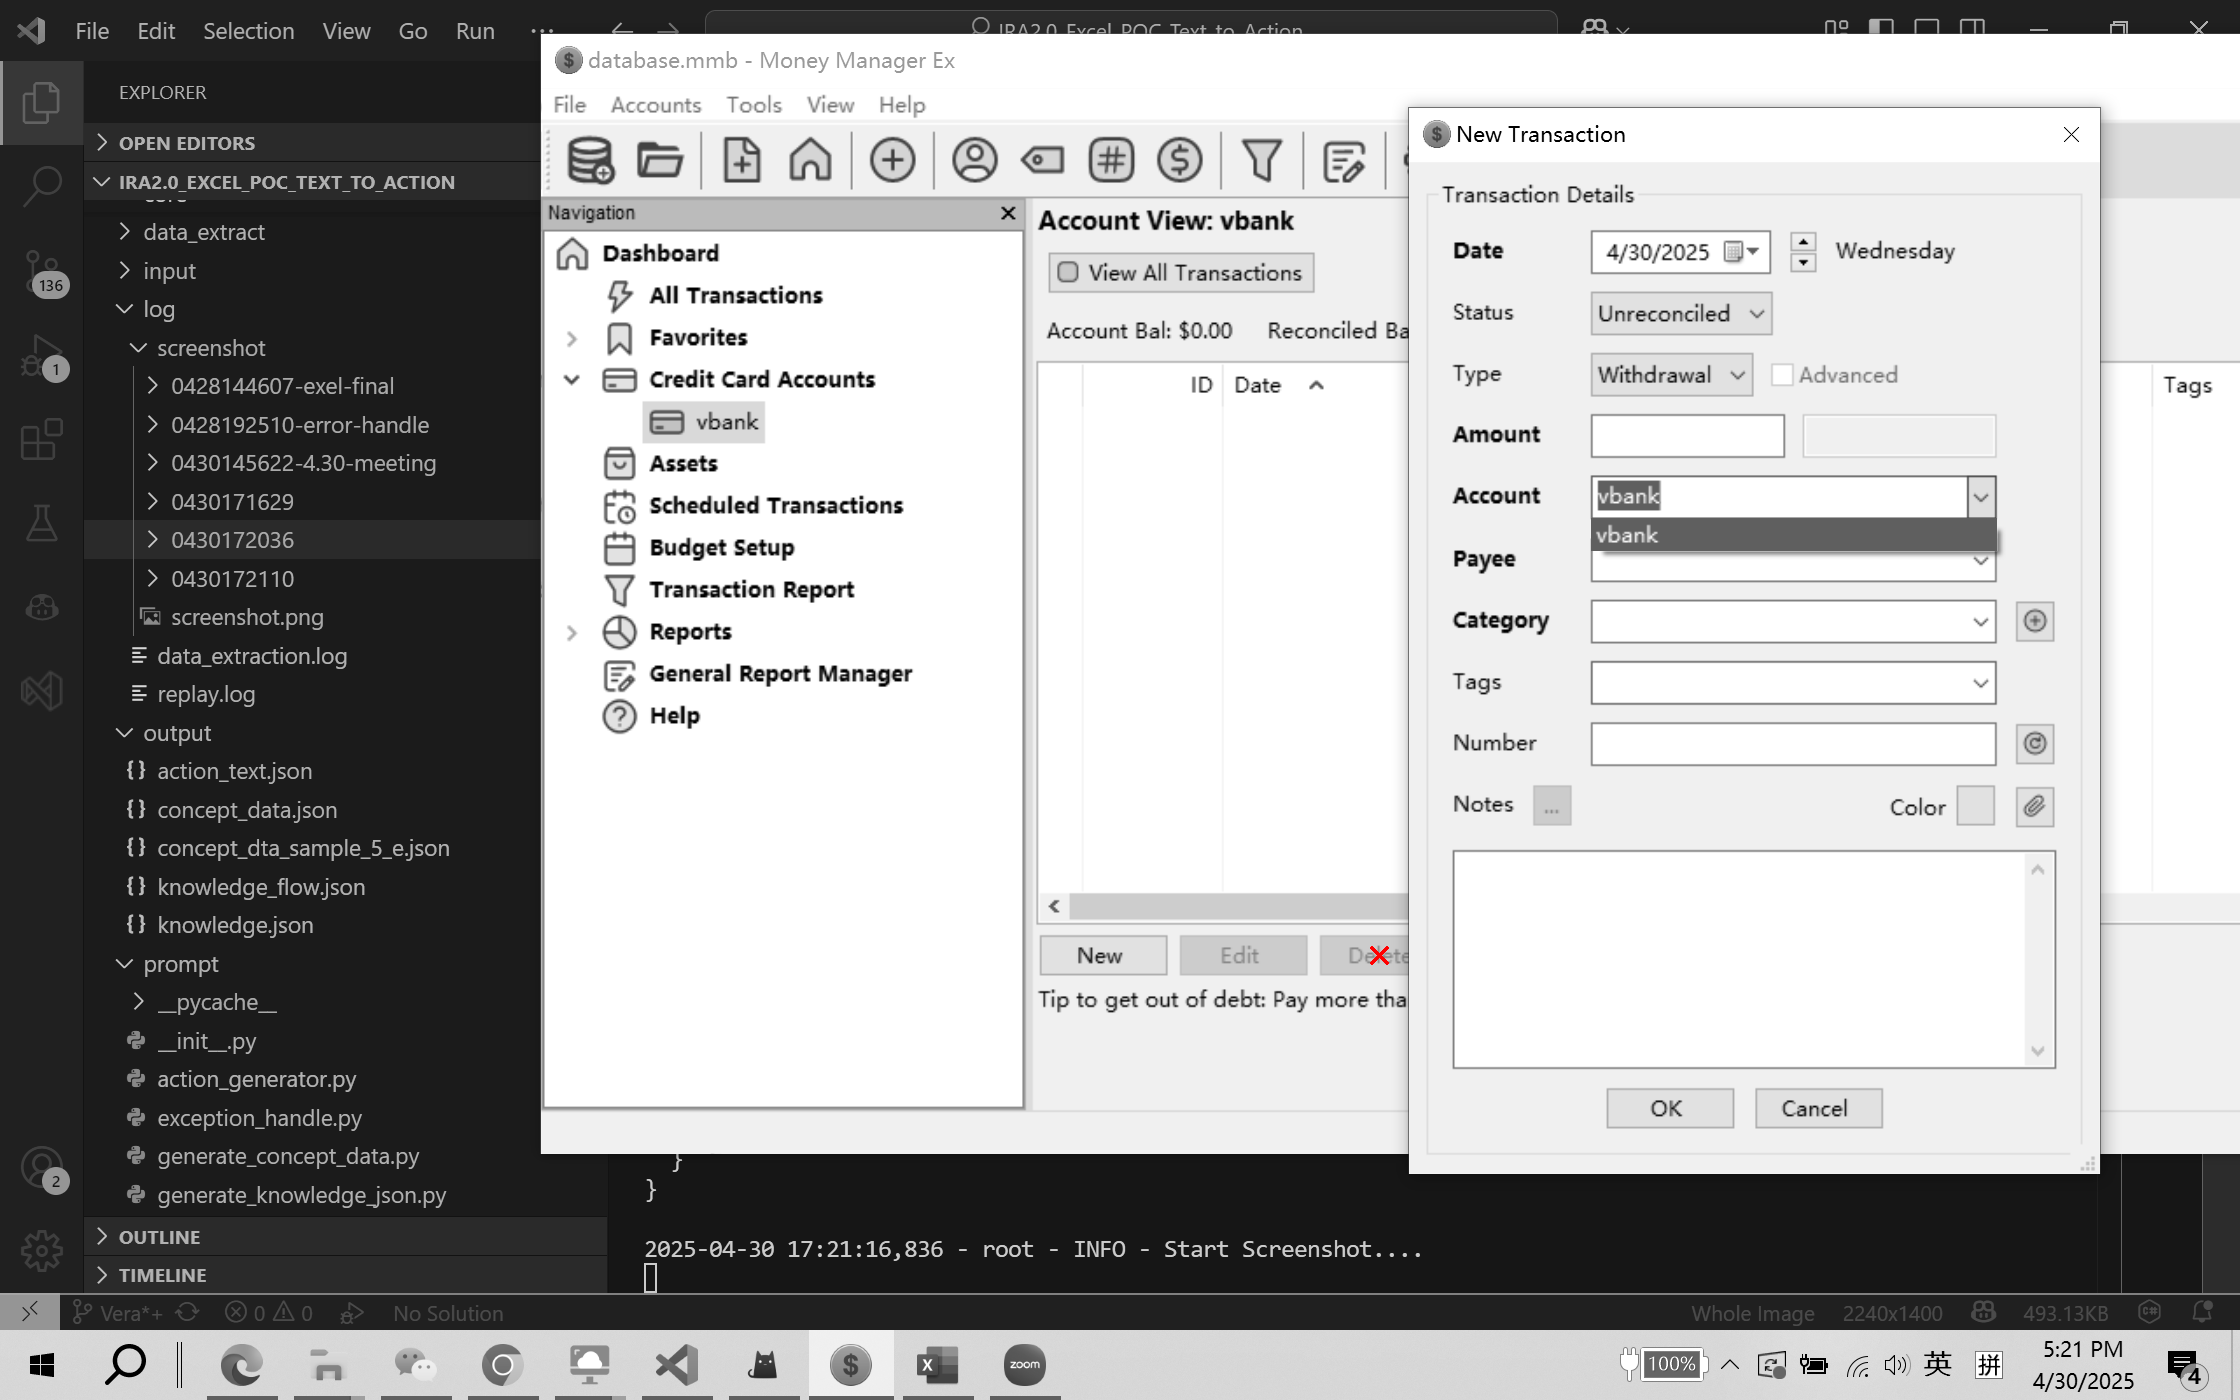 File Edit Selection View Go Run ...
IRA2.0_Excel_POC_Text_to_Action
EXPLORER
OPEN EDITORS
IRA2.0_EXCEL_POC_TEXT_TO_ACTION
core
data_extract
input
log
screenshot
0428144607-exel-final
0428192510-error-handle
0430145622-4.30-meeting
0430171629
0430172036
0430172110
screenshot.png
data_extraction.log
replay.log
output
action_text.json
concept_data.json
concept_dta_sample_5_e.json
knowledge_flow.json
knowledge.json
prompt
__pycache__
__init__.py
action_generator.py
exception_handle.py
generate_concept_data.py
generate_knowledge_json.py
OUTLINE
TIMELINE
136
1
2
database.mmb - Money Manager Ex
File Accounts Tools View Help
Navigation
Dashboard
All Transactions
Favorites
Credit Card Accounts
vbank
Assets
Scheduled Transactions
Budget Setup
Transaction Report
Reports
General Report Manager
Help
Account View: vbank
View All Transactions
Account Bal: $0.00 Reconciled Ba
ID Date Tags
New Edit Delete
Tip to get out of debt: Pay more tha
New Transaction
Transaction Details
Date 4/30/2025 Wednesday
Status Unreconciled
Type Withdrawal Advanced
Amount
Account vbank
vbank
Payee
Category
Tags
Number
Notes ... Color
OK Cancel
}
}
2025-04-30 17:21:16,836 - root - INFO - Start Screenshot....
Vera*+ 0 0 No Solution Whole Image 2240x1400 493.13KB
zoom
100% 英 拼
5:21 PM
4/30/2025
4